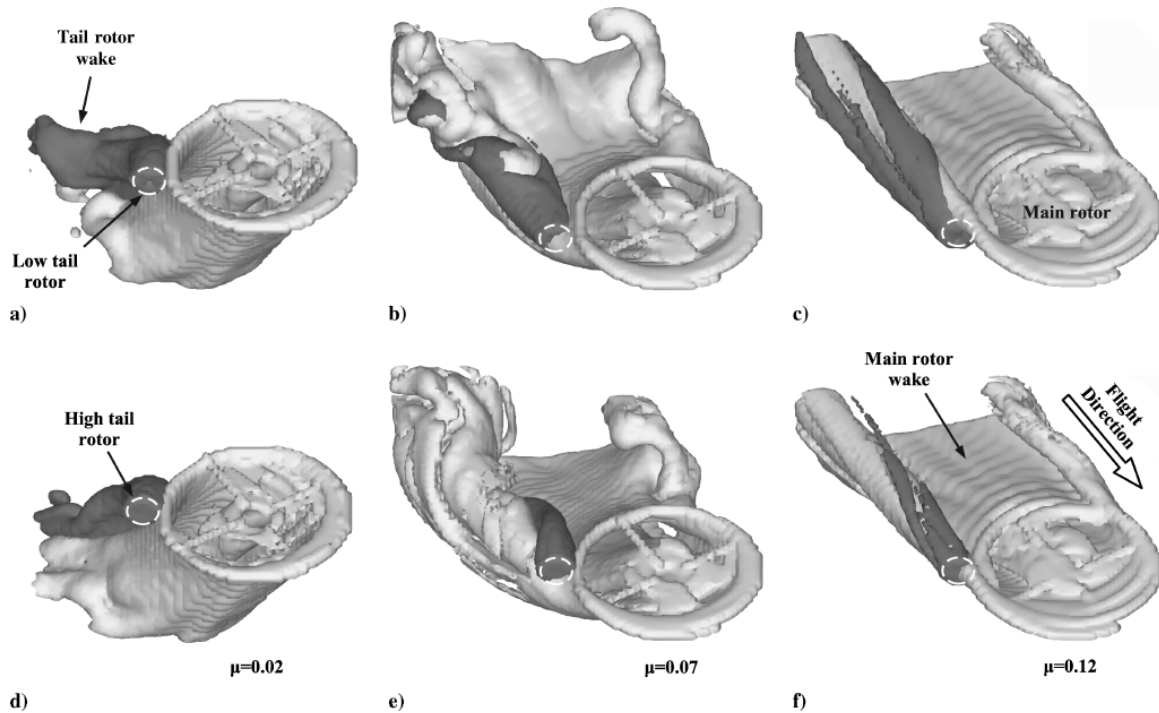 Tail rotor
wake
Low tail
rotor
Main rotor
a)
b)
c)
High tail
rotor
Main rotor
wake
Flight
Direction
μ=0.02
μ=0.07
μ=0.12
d)
e)
f)